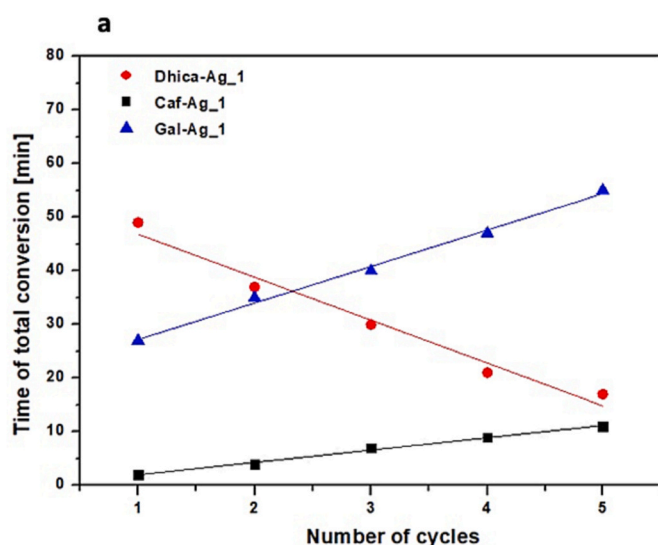 a
80
Dhica-Ag_1
70
Caf-Ag_1
Gal-Ag_1
60
50
40
30
20
10
0
1 2 3 4 5
Time of total conversion [min]
Number of cycles